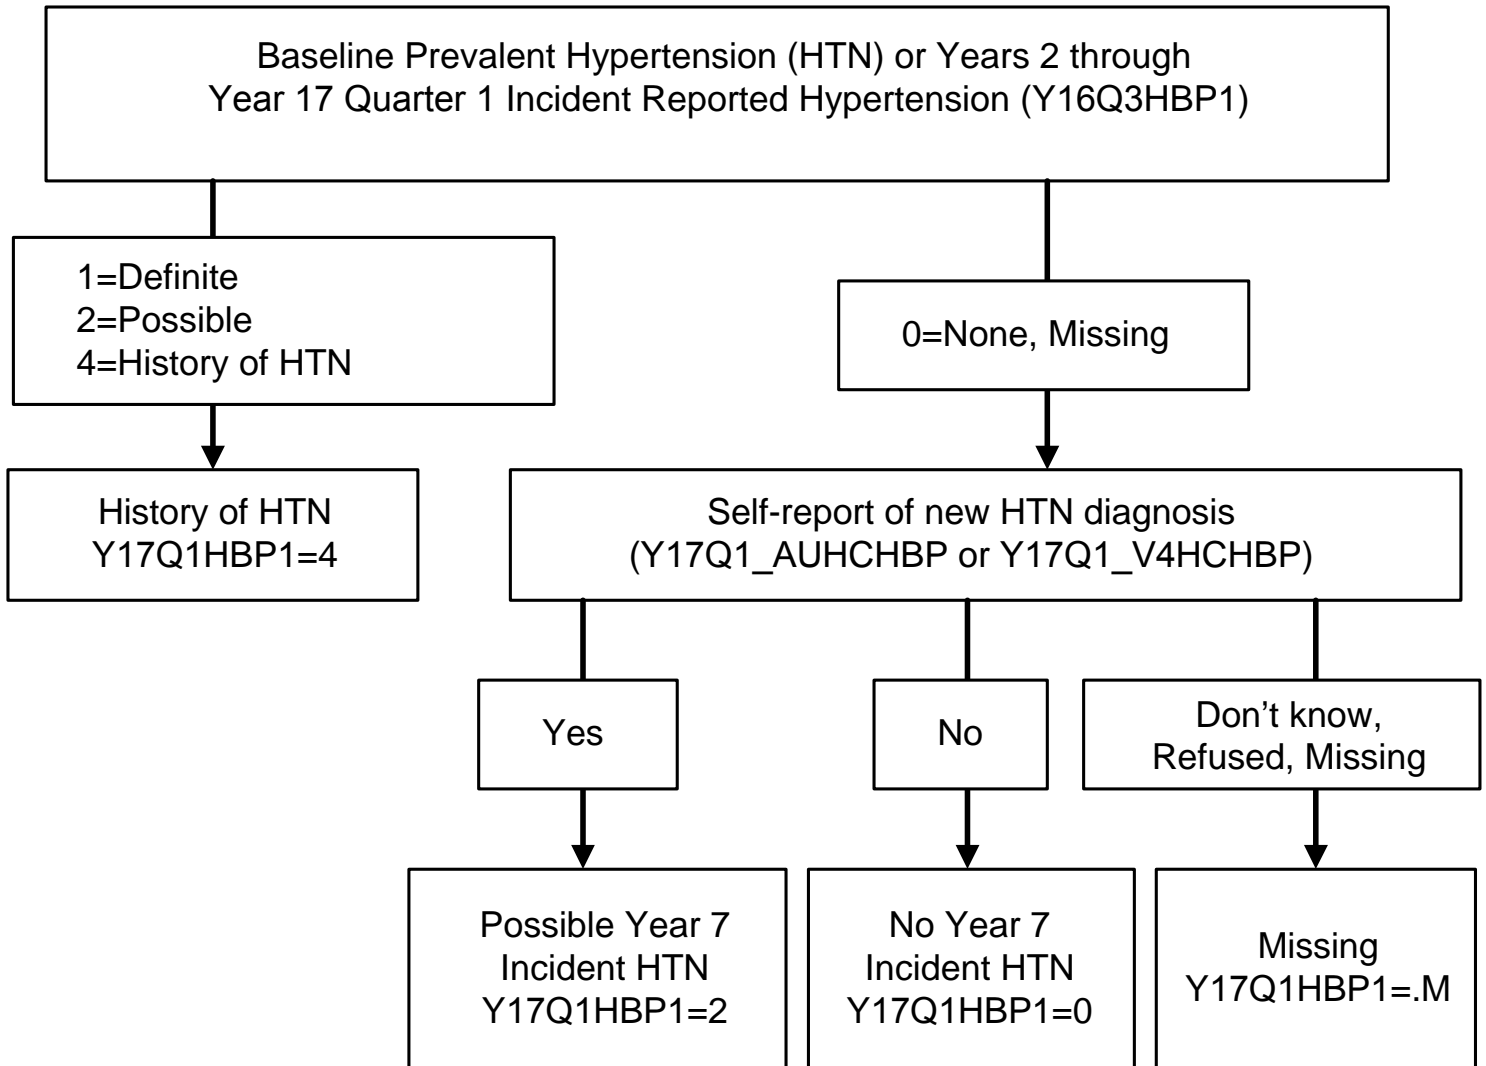 Baseline Prevalent Hypertension (HTN) or Years 2 through
Year 17 Quarter 1 Incident Reported Hypertension (Y16Q3HBP1)
1=Definite
2=Possible
4=History of HTN
0=None, Missing
History of HTN
Y17Q1HBP1=4
Self-report of new HTN diagnosis
(Y17Q1_AUHCHBP or Y17Q1_V4HCHBP)
Yes
No
Don’t know,
Refused, Missing
Possible Year 7
Incident HTN
Y17Q1HBP1=2
No Year 7
Incident HTN
Y17Q1HBP1=0
Missing
Y17Q1HBP1=.M